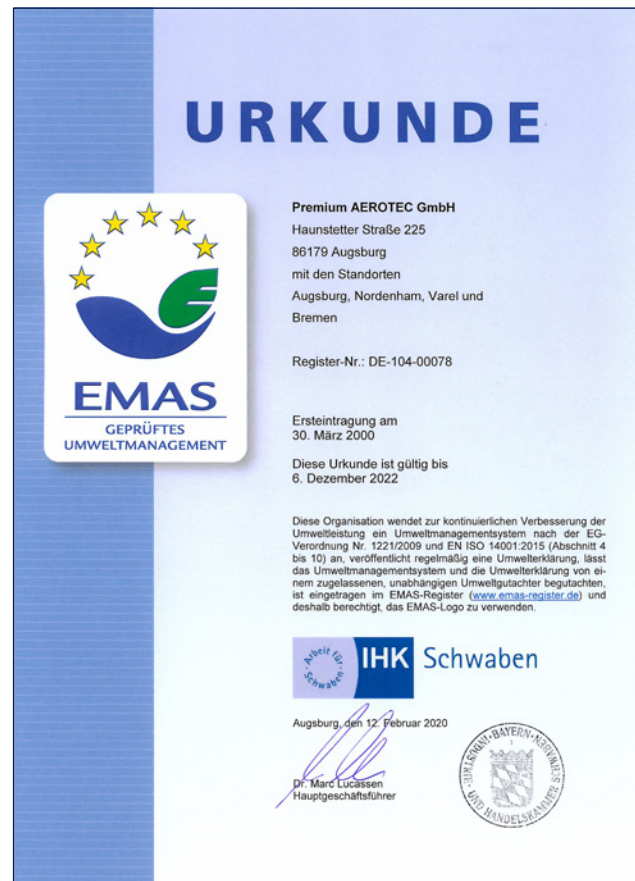 URKUNDE
EMAS
GEPRÜFTES
UMWELTMANAGEMENT
Premium AEROTEC GmbH
Haunstetter Straße 225
86179 Augsburg
mit den Standorten
Augsburg, Nordenham, Varel und
Bremen
Register-Nr.: DE-104-00078
Ersteintragung am
30. März 2000
Diese Urkunde ist gültig bis
6. Dezember 2022
Diese Organisation wendet zur kontinuierlichen Verbesserung der
Umweltleistung ein Umweltmanagementsystem nach der EG-
Verordnung Nr. 1221/2009 und EN ISO 14001:2015 (Abschnitt 4
bis 10) an, veröffentlicht regelmäßig eine Umwelterklärung, lässt
das Umweltmanagementsystem und die Umwelterklärung von ei-
nem zugelassenen, unabhängigen Umweltgutachter begutachten,
ist eingetragen im EMAS-Register (www.emas-register.de) und
deshalb berechtigt, das EMAS-Logo zu verwenden.
Arbeit für
Schwaben
IHK Schwaben
Augsburg, den 12. Februar 2020
Dr. Marc Lucassen
Hauptgeschäftsführer
INDUSTRIE- UND HANDELSKAMMER SCHWABEN
BAYERN